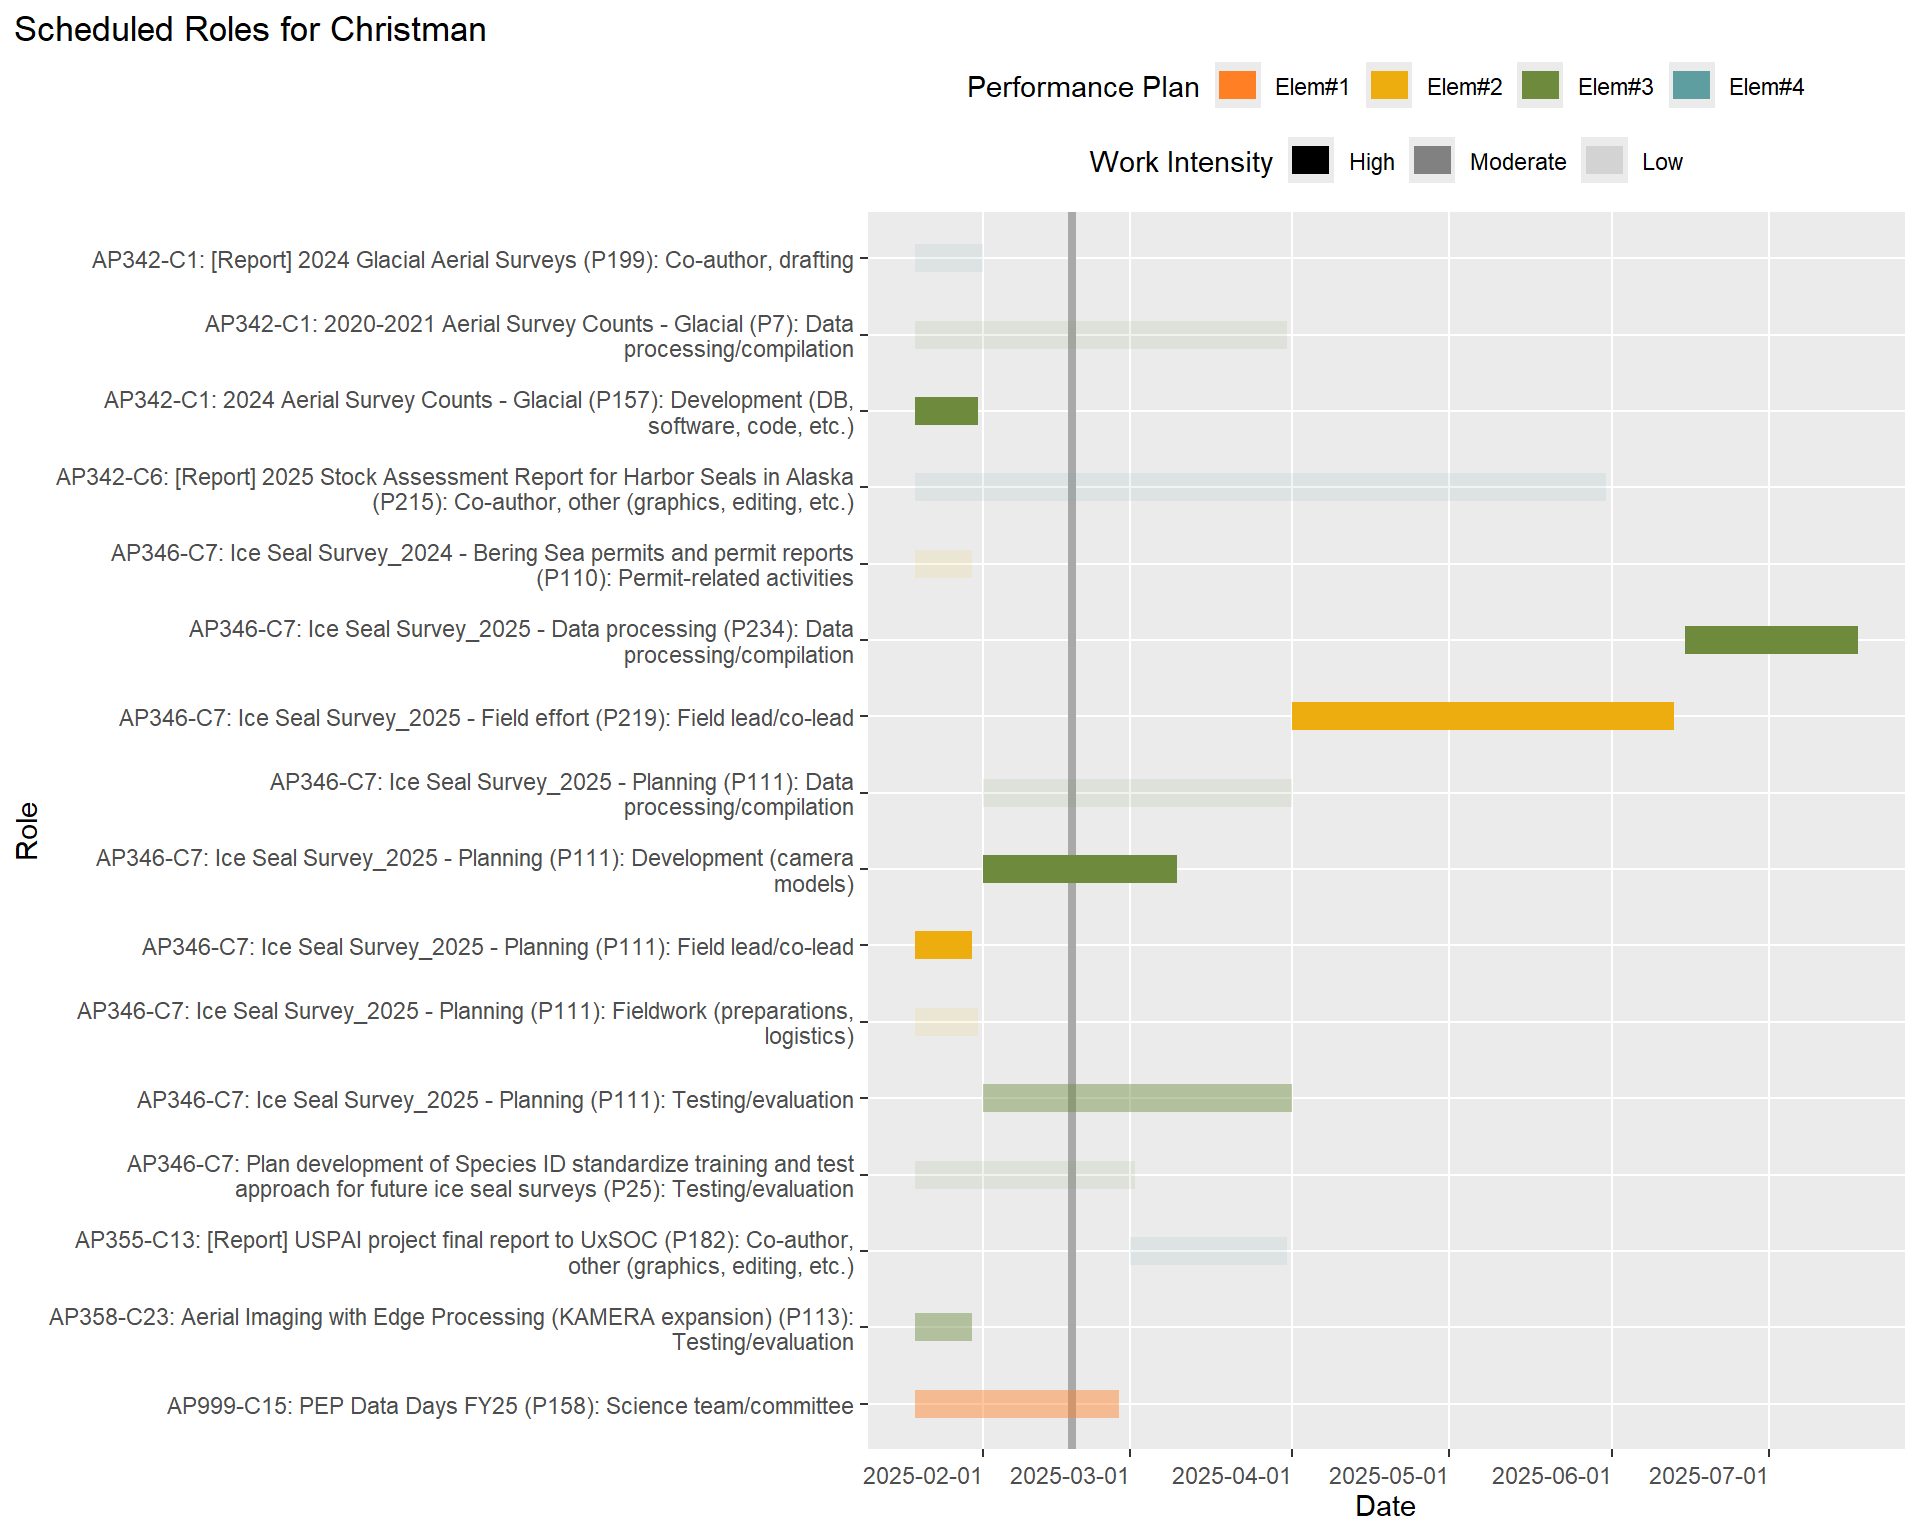 Scheduled Roles for Christman
Performance Plan Elem#1 Elem#2 Elem#3 Elem#4
Work Intensity High Moderate Low
AP342-C1: [Report] 2024 Glacial Aerial Surveys (P199): Co-author, drafting
AP342-C1: 2020-2021 Aerial Survey Counts - Glacial (P7): Data
processing/compilation
AP342-C1: 2024 Aerial Survey Counts - Glacial (P157): Development (DB,
software, code, etc.)
AP342-C6: [Report] 2025 Stock Assessment Report for Harbor Seals in Alaska
(P215): Co-author, other (graphics, editing, etc.)
AP346-C7: Ice Seal Survey_2024 - Bering Sea permits and permit reports
(P110): Permit-related activities
AP346-C7: Ice Seal Survey_2025 - Data processing (P234): Data
processing/compilation
AP346-C7: Ice Seal Survey_2025 - Field effort (P219): Field lead/co-lead
AP346-C7: Ice Seal Survey_2025 - Planning (P111): Data
processing/compilation
AP346-C7: Ice Seal Survey_2025 - Planning (P111): Development (camera
models)
AP346-C7: Ice Seal Survey_2025 - Planning (P111): Field lead/co-lead
AP346-C7: Ice Seal Survey_2025 - Planning (P111): Fieldwork (preparations,
logistics)
AP346-C7: Ice Seal Survey_2025 - Planning (P111): Testing/evaluation
AP346-C7: Plan development of Species ID standardize training and test
approach for future ice seal surveys (P25): Testing/evaluation
AP355-C13: [Report] USPAI project final report to UxSOC (P182): Co-author,
other (graphics, editing, etc.)
AP358-C23: Aerial Imaging with Edge Processing (KAMERA expansion) (P113):
Testing/evaluation
AP999-C15: PEP Data Days FY25 (P158): Science team/committee
Role
2025-02-01 2025-03-01 2025-04-01 2025-05-01 2025-06-01 2025-07-01
Date